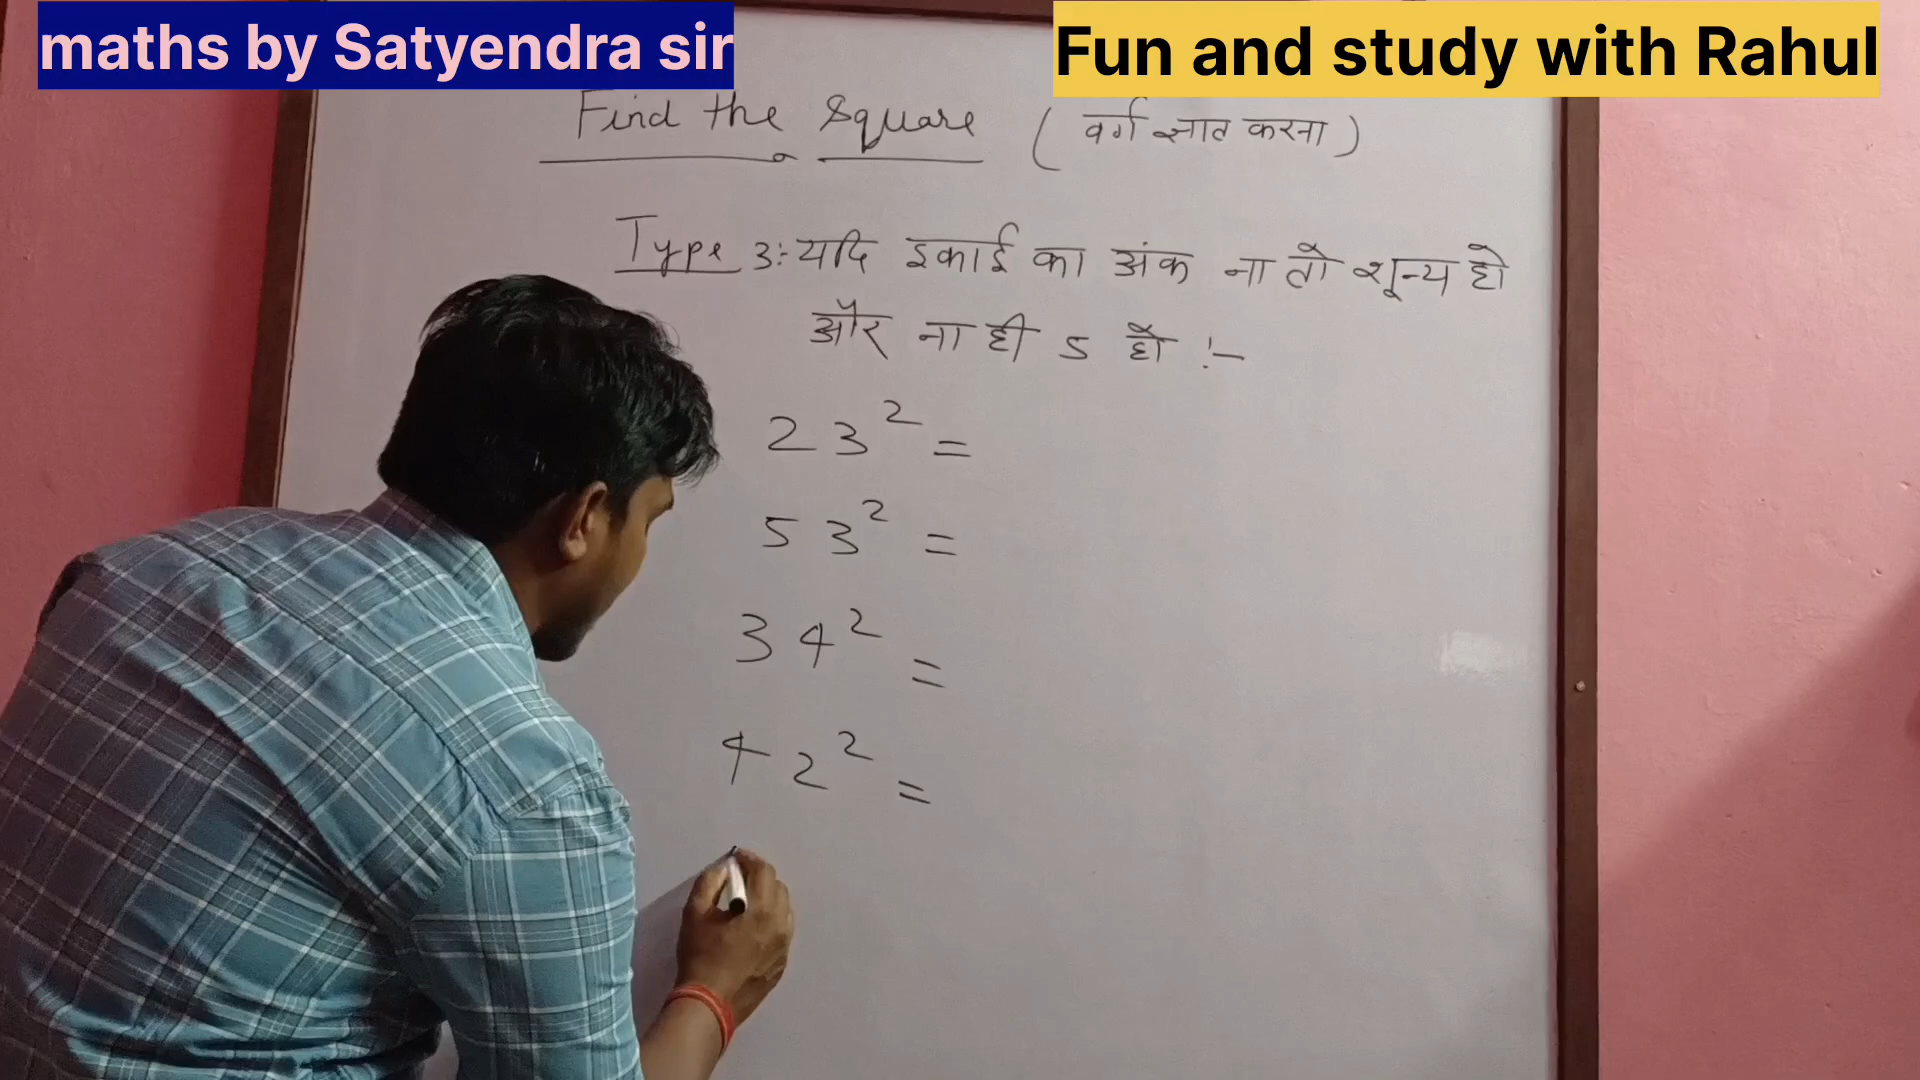 maths by Satyendra sir
Fun and study with Rahul
Find the square ( वर्ग ज्ञात करना )
Type 3:- यदि इकाई का अंक ना तो शून्य हो
और ना ही 5 हो :-
23² =
53² =
34² =
42² =